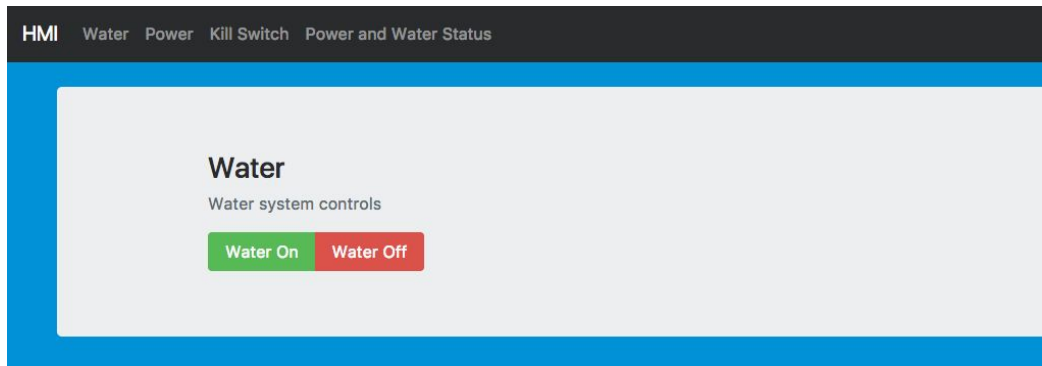 HMI Water Power Kill Switch Power and Water Status
Water
Water system controls
Water On Water Off